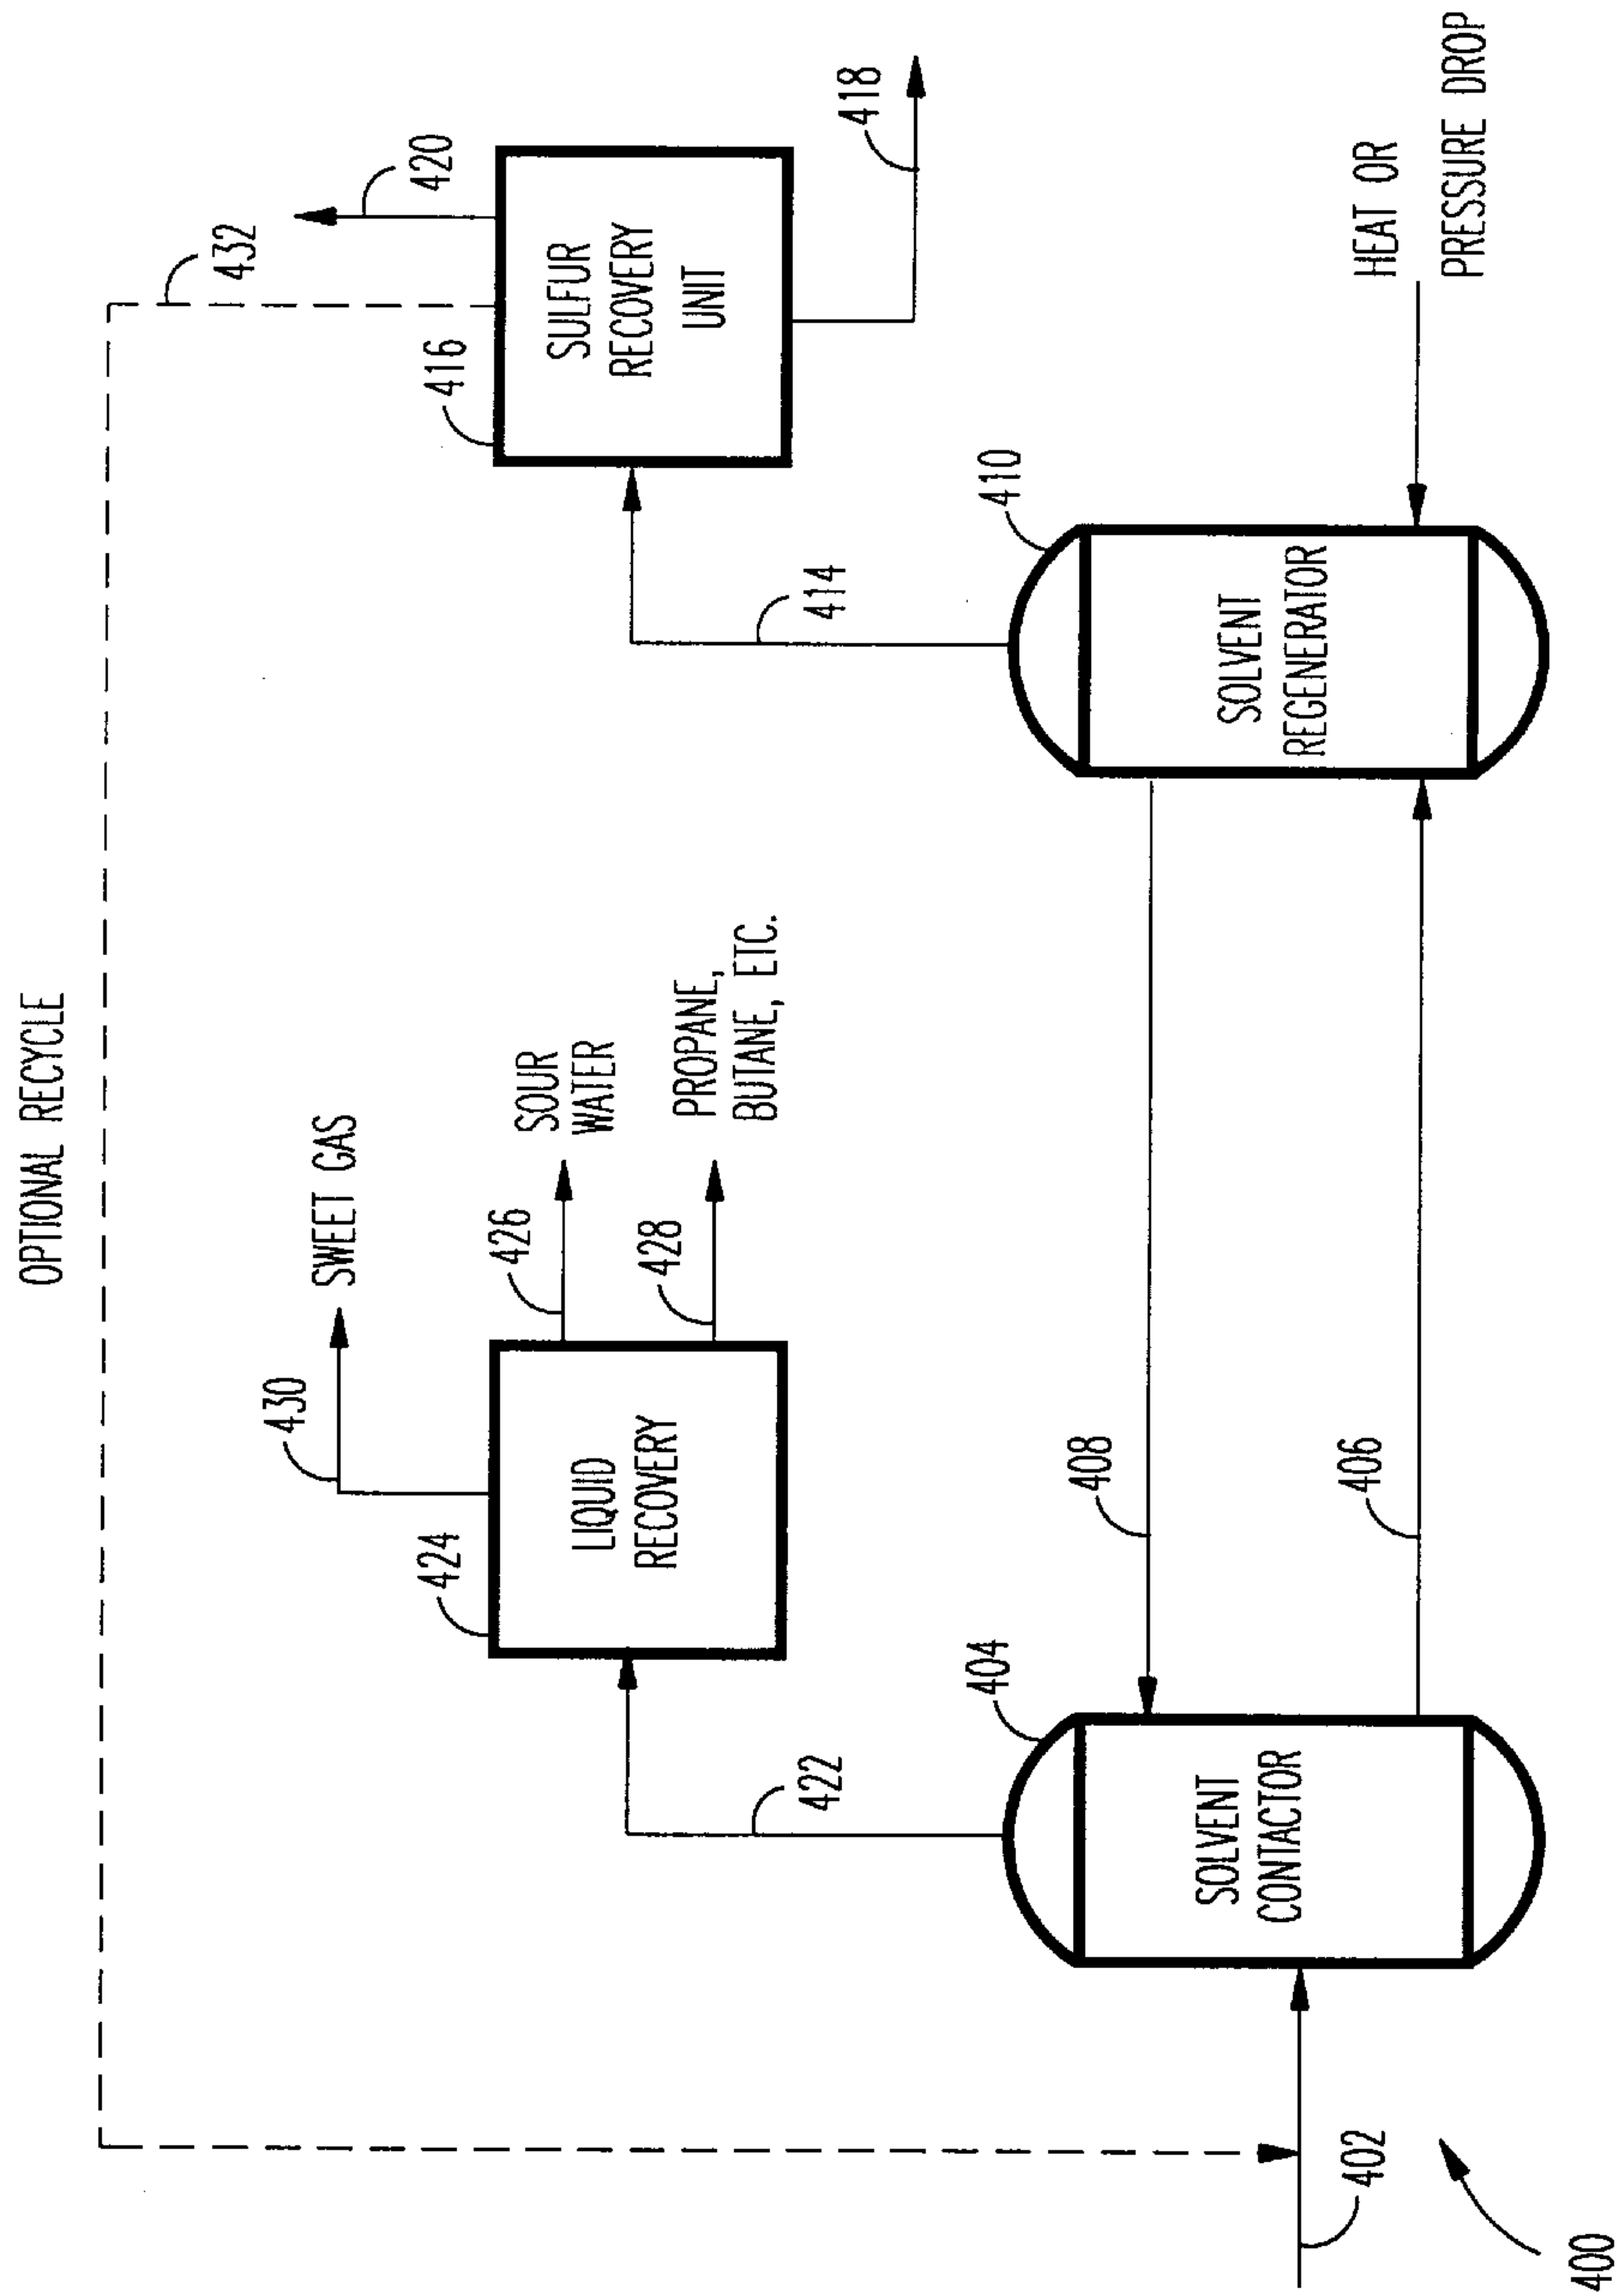 OPTIONAL RECYCLE
432
420
430
SWEET GAS
416
424
426
SOUR
WATER
LIQUID
RECOVERY
428
PROPANE,
BUTANE, ETC.
SULFUR
RECOVERY
UNIT
422
414
418
404
410
408
SOLVENT
CONTACTOR
SOLVENT
REGENERATOR
402
406
HEAT OR
PRESSURE DROP
400